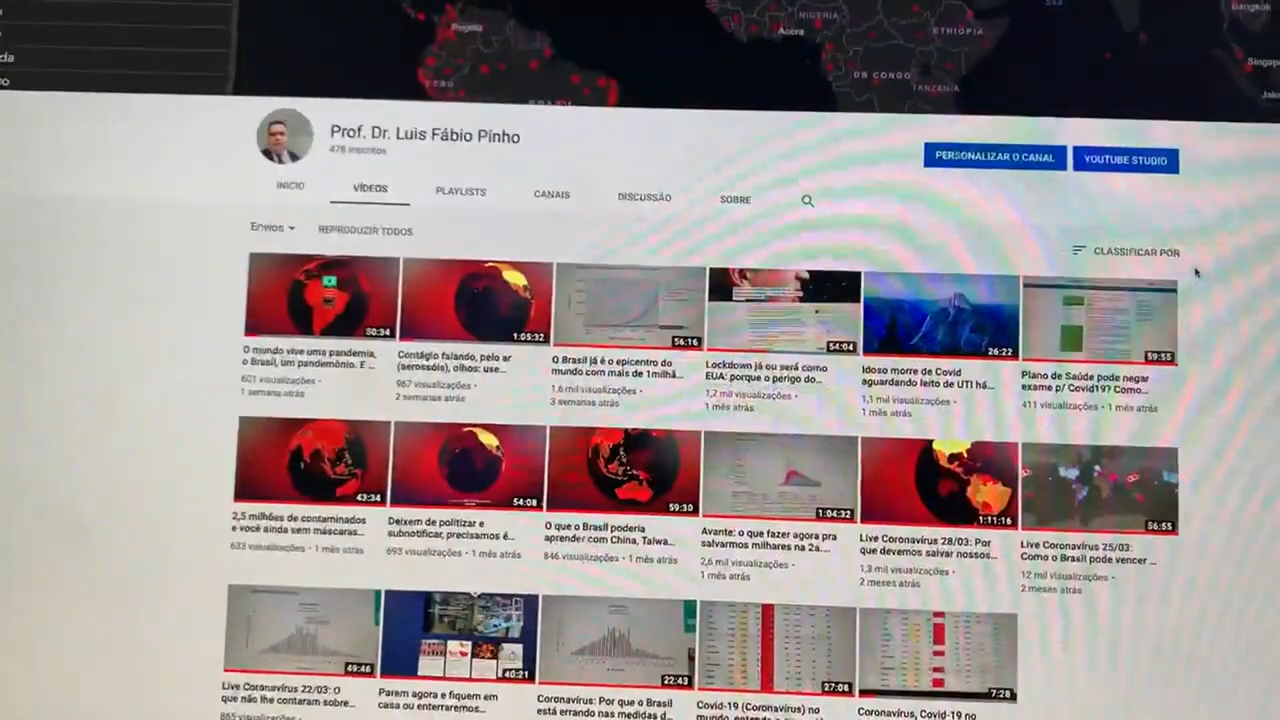 NIGERIA
Accra
ETHIOPIA
DR CONGO
TANZANIA
PERU
BRAZIL
Bangkok
Singap
Prof. Dr. Luis Fábio Pinho
478 inscritos
PERSONALIZAR O CANAL
YOUTUBE STUDIO
INÍCIO
VÍDEOS
PLAYLISTS
CANAIS
DISCUSSÃO
SOBRE
Envios
REPRODUZIR TODOS
CLASSIFICAR POR
50:34
1:05:32
56:16
54:04
26:22
59:55
O mundo vive uma pandemia,
o Brasil, um pandemônio. E ...
601 visualizações •
1 semana atrás
Contágio falando, pelo ar
(aerossóis), olhos: use...
967 visualizações •
2 semanas atrás
O Brasil já é o epicentro do
mundo com mais de 1milhã...
1,6 mil visualizações •
3 semanas atrás
Lockdown já ou será como
EUA: porque o perigo do...
1,2 mil visualizações •
1 mês atrás
Idoso morre de Covid
aguardando leito de UTI há...
1,1 mil visualizações •
1 mês atrás
Plano de Saúde pode negar
exame p/ Covid19? Como...
411 visualizações • 1 mês atrás
43:34
54:08
59:30
1:04:32
1:11:16
56:55
2,5 milhões de contaminados
e você ainda sem máscaras...
633 visualizações • 1 mês atrás
Deixem de politizar e
subnotificar, precisamos é...
693 visualizações • 1 mês atrás
O que o Brasil poderia
aprender com China, Taiwa...
846 visualizações • 1 mês atrás
Avante: o que fazer agora pra
salvarmos milhares na 2a....
2,6 mil visualizações •
1 mês atrás
Live Coronavírus 28/03: Por
que devemos salvar nossos...
1,3 mil visualizações •
2 meses atrás
Live Coronavírus 25/03:
Como o Brasil pode vencer ...
12 mil visualizações •
2 meses atrás
49:46
40:21
22:43
27:06
7:28
Live Coronavírus 22/03: O
que não lhe contaram sobre...
865 visualizações •
Parem agora e fiquem em
casa ou enterraremos...
Coronavírus: Por que o Brasil
está errando nas medidas d...
Covid-19 (Coronavírus) no
Coronavírus, Covid-19 no